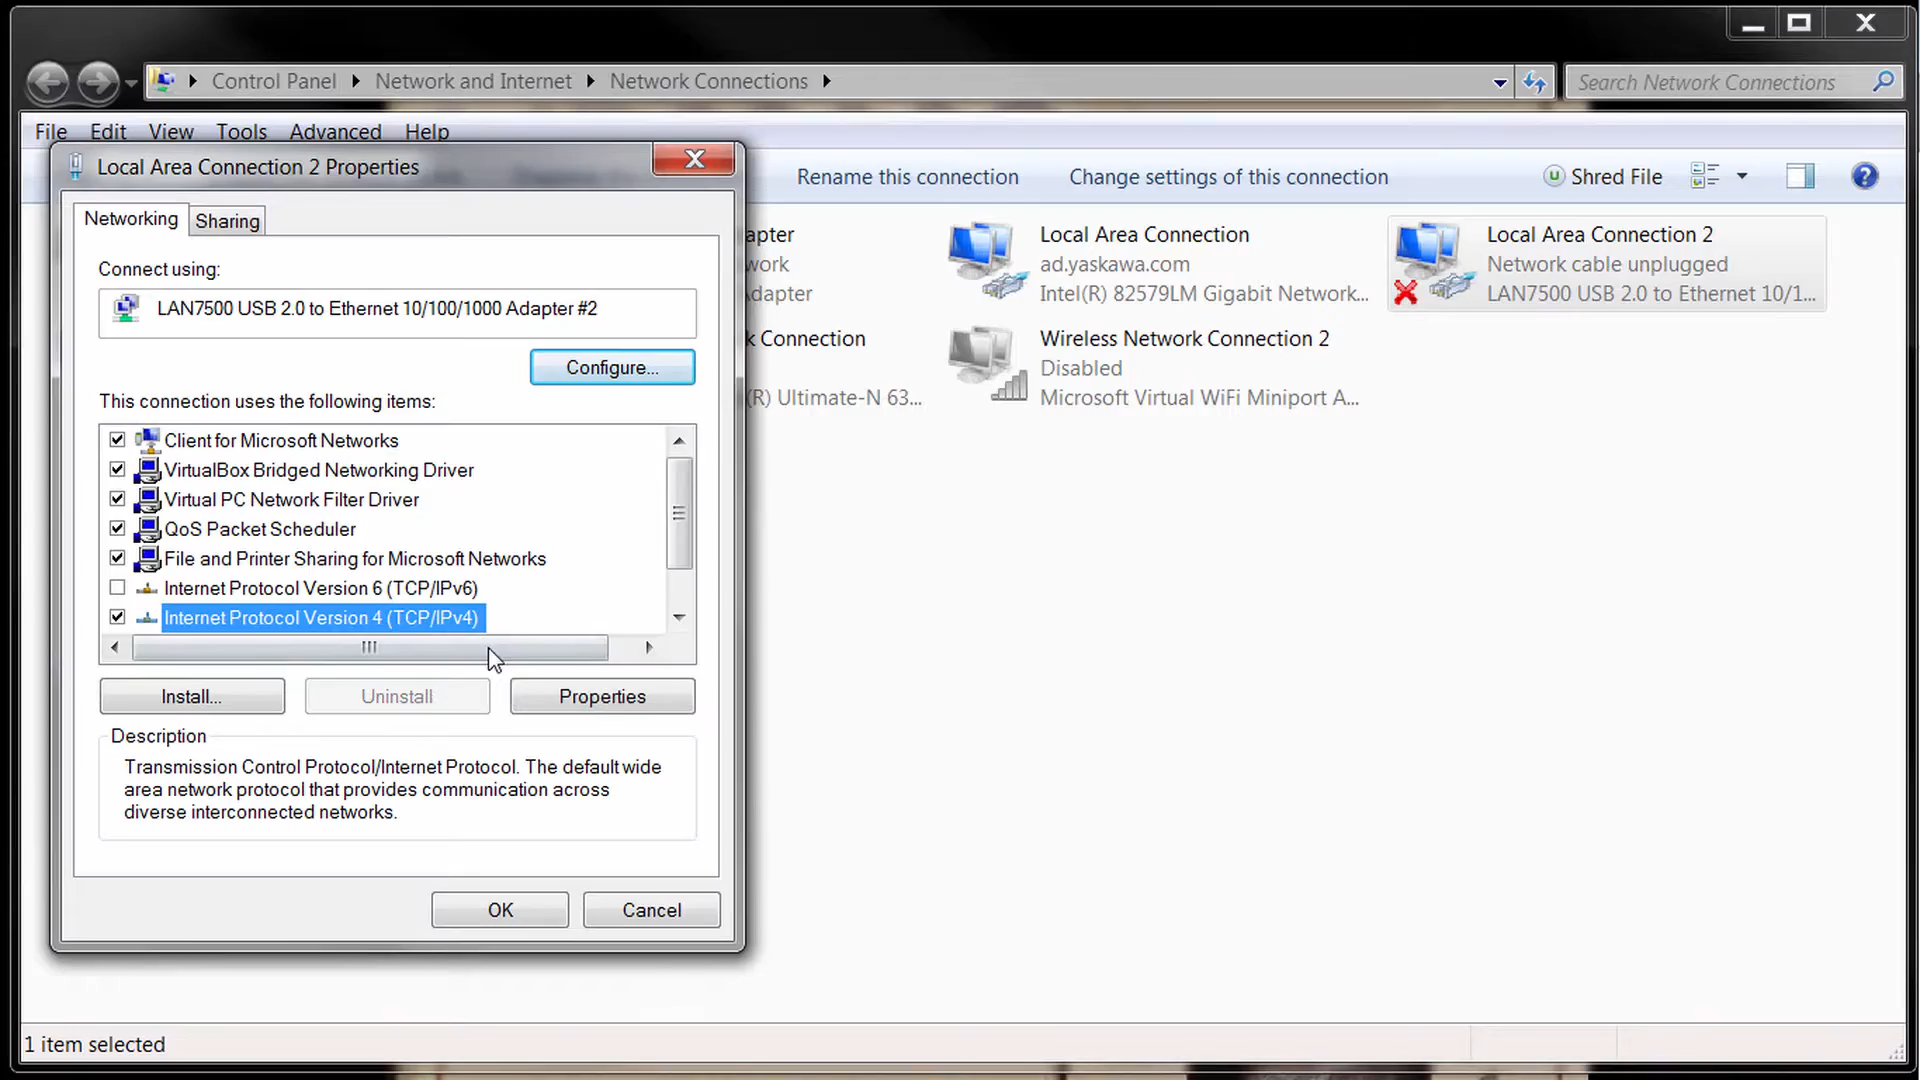 Control Panel
Network and Internet
Network Connections
Search Network Connections
File Edit View Tools Advanced Help
Local Area Connection 2 Properties
Rename this connection
Change settings of this connection
Shred File
Networking
Sharing
Connect using:
LAN7500 USB 2.0 to Ethernet 10/100/1000 Adapter #2
Configure...
This connection uses the following items:
Client for Microsoft Networks
VirtualBox Bridged Networking Driver
Virtual PC Network Filter Driver
QoS Packet Scheduler
File and Printer Sharing for Microsoft Networks
Internet Protocol Version 6 (TCP/IPv6)
Internet Protocol Version 4 (TCP/IPv4)
Install...
Uninstall
Properties
Description
Transmission Control Protocol/Internet Protocol. The default wide
area network protocol that provides communication across
diverse interconnected networks.
OK
Cancel
apter
work
Adapter
Local Area Connection
ad.yaskawa.com
Intel(R) 82579LM Gigabit Network...
Local Area Connection 2
Network cable unplugged
LAN7500 USB 2.0 to Ethernet 10/1...
k Connection
(R) Ultimate-N 63...
Wireless Network Connection 2
Disabled
Microsoft Virtual WiFi Miniport A...
1 item selected